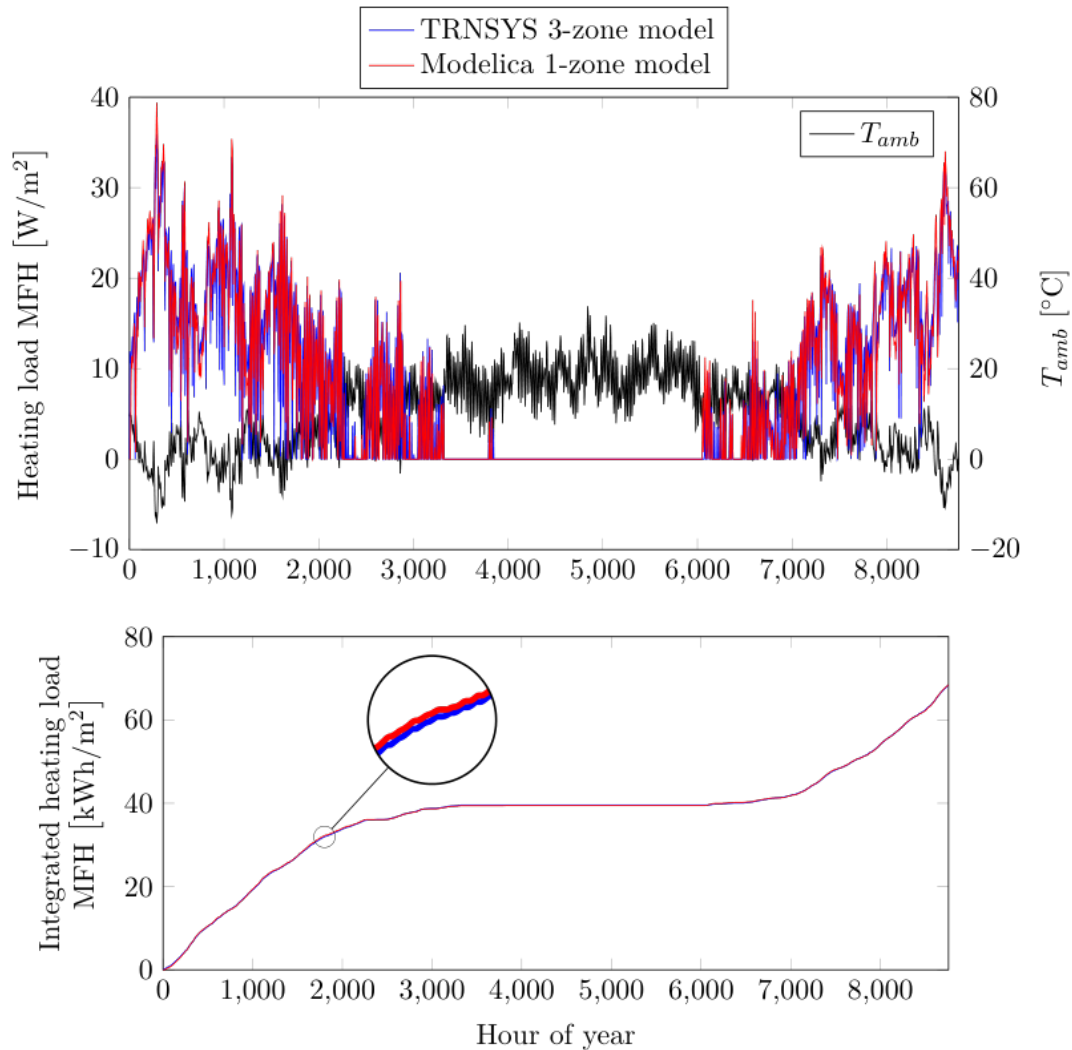 TRNSYS 3-zone model
Modelica 1-zone model
T_amb
Heating load MFH [W/m²]
40
30
20
10
0
−10
80
60
40
20
0
−20
T_amb [°C]
0 1,000 2,000 3,000 4,000 5,000 6,000 7,000 8,000
Integrated heating load
MFH [kWh/m²]
80
60
40
20
0
0 1,000 2,000 3,000 4,000 5,000 6,000 7,000 8,000
Hour of year